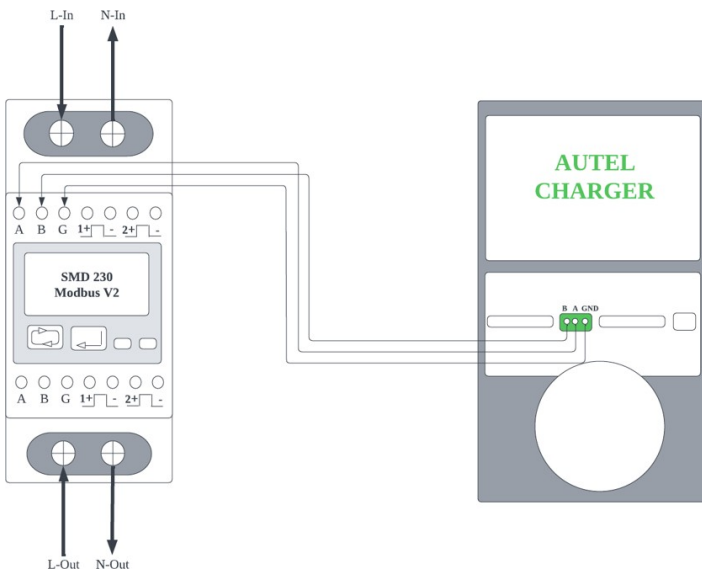 L-In N-In
AUTEL
CHARGER
A B G 1+ - 2+ -
SMD 230
Modbus V2
B A GND
A B G 1+ - 2+ -
L-Out N-Out